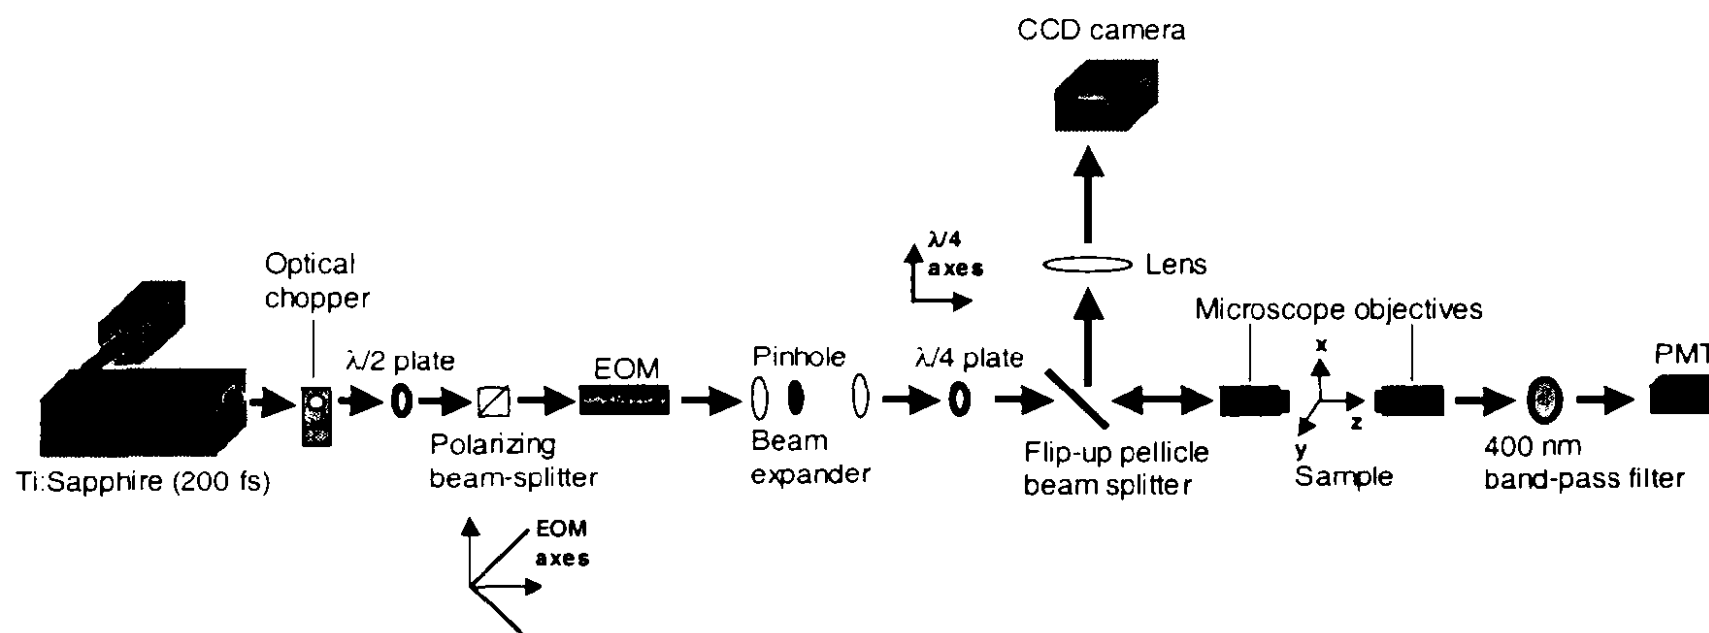 CCD camera
λ/4
axes
Lens
Optical
chopper
Microscope objectives
λ/2 plate
EOM
Pinhole
λ/4 plate
x
PMT
z
y
Polarizing
beam-splitter
Beam
expander
Flip-up pellicle
beam splitter
Sample
400 nm
band-pass filter
Ti:Sapphire (200 fs)
EOM
axes